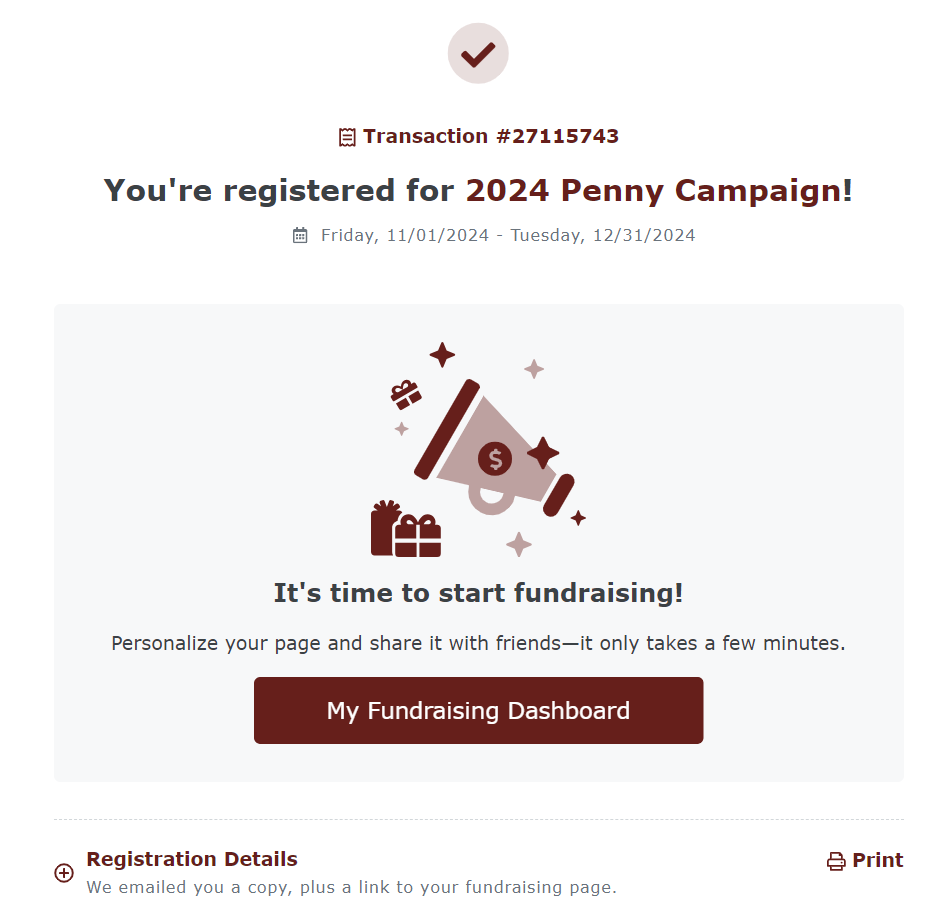 Transaction #27115743
You're registered for 2024 Penny Campaign!
Friday, 11/01/2024 - Tuesday, 12/31/2024
$
It's time to start fundraising!
Personalize your page and share it with friends—it only takes a few minutes.
My Fundraising Dashboard
Registration Details
Print
We emailed you a copy, plus a link to your fundraising page.